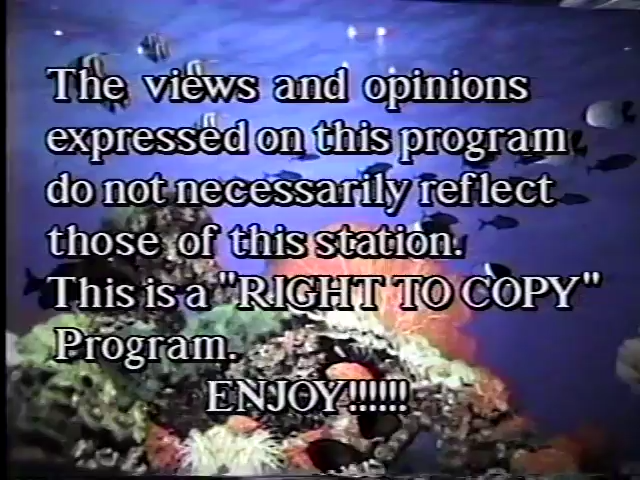 The views and opinions
expressed on this program
do not necessarily reflect
those of this station.
This is a "RIGHT TO COPY"
Program.
ENJOY!!!!!!